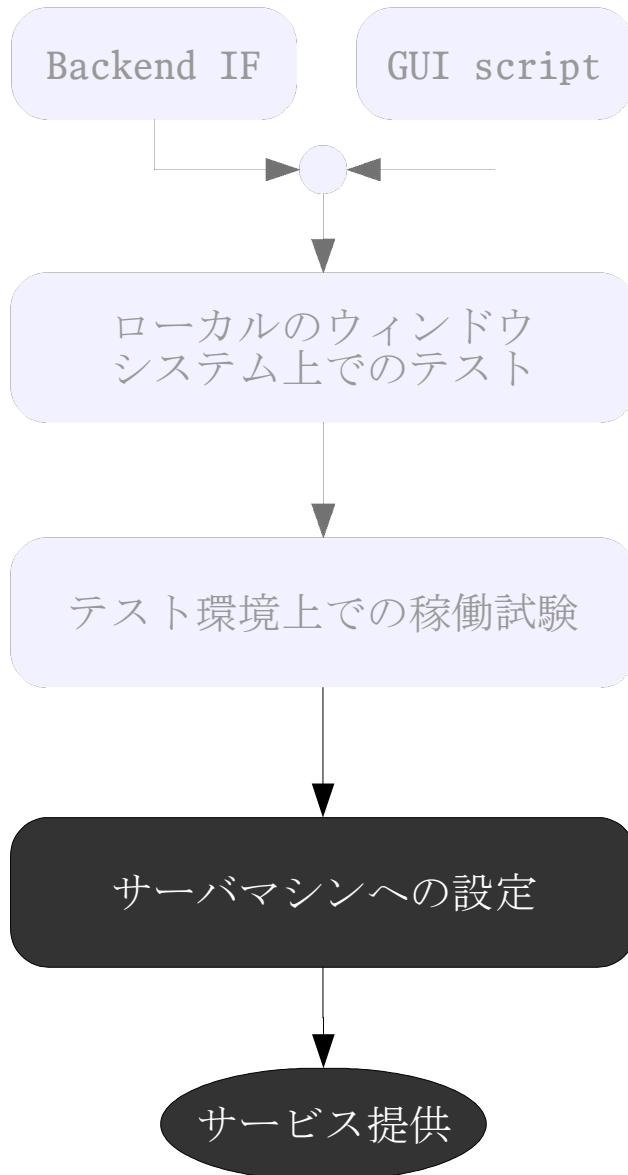 Backend IF
GUI script
ローカルのウィンドウ
システム上でのテスト
テスト環境上での稼働試験
サーバマシンへの設定
サービス提供